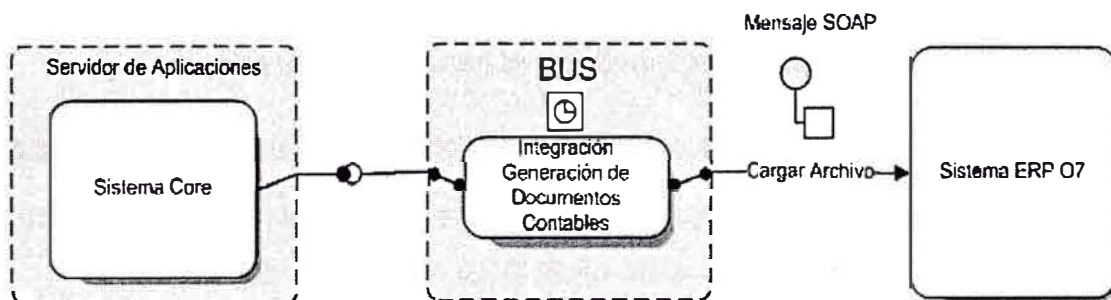 Mensaje SOAP
Servidor de Aplicaciones
Sistema Core
BUS
Integración
Generación de
Documentos
Contables
Cargar Archivo
Sistema ERP O7